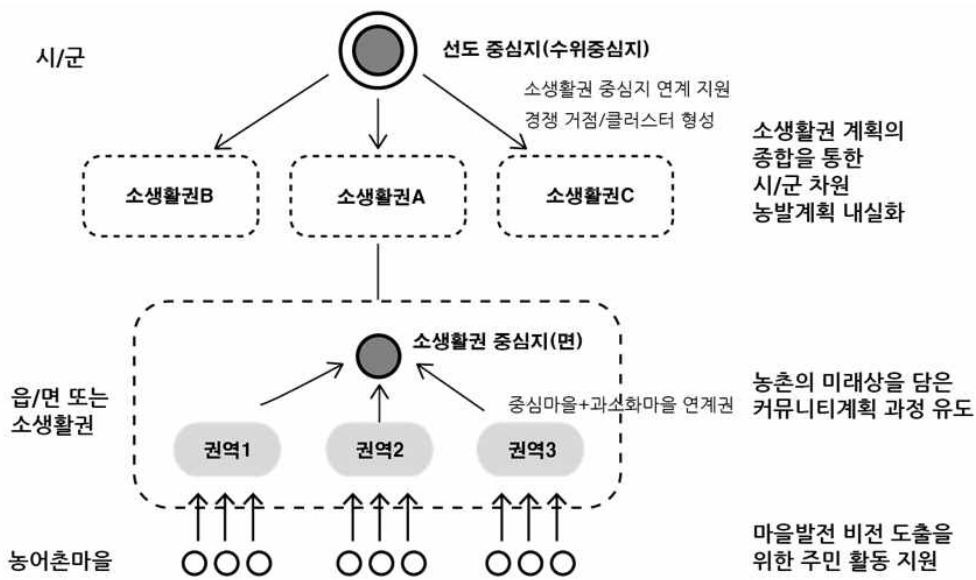 시/군
선도 중심지(수위중심지)
소생활권 중심지 연계 지원
경쟁 거점/클러스터 형성
소생활권 계획의
종합을 통한
시/군 차원
농발계획 내실화
소생활권B
소생활권A
소생활권C
소생활권 중심지(면)
읍/면 또는
소생활권
중심마을+과소화마을 연계권
농촌의 미래상을 담은
커뮤니티계획 과정 유도
권역1
권역2
권역3
농어촌마을
마을발전 비전 도출을
위한 주민 활동 지원